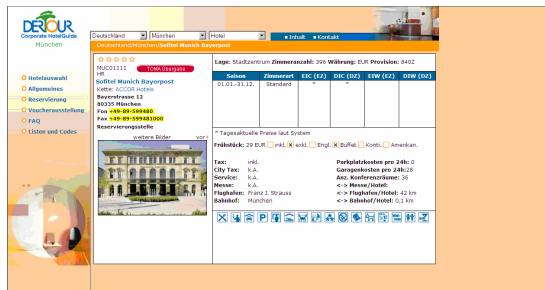 DERTOUR
Corporate HotelGuide
München
Deutschland
München
Hotel
Inhalt
Kontakt
Deutschland/München/Sofitel Munich Bayerpost
Hotelauswahl
Allgemeines
Reservierung
Voucherausstellung
FAQ
Listen und Codes
MUC01111
HR
TOMA Übergabe
Sofitel Munich Bayerpost
Kette: ACCOR Hotels
Bayerstrasse 12
80335 München
Fon +49-89-599480
Fax +49-89-599481000
Reservierungsstelle
weitere Bilder
vor
Lage: Stadtzentrum Zimmeranzahl: 396 Währung: EUR Provision: 840Z
Saison Zimmerart EIC (EZ) DIC (DZ) EIW (EZ) DIW (DZ)
01.01.-31.12. Standard * *
* Tagesaktuelle Preise laut System
Frühstück: 29 EUR inkl. exkl. Engl. Buffet Konti. Amerikan.
Tax: inkl.
City Tax: k.A.
Service: k.A.
Messe: k.A.
Flughafen: Franz J. Strauss
Bahnhof: München
Parkplatzkosten pro 24h: 0
Garagenkosten pro 24h:28
Anz. Konferenzräume: 36
<-> Messe/Hotel:
<-> Flughafen/Hotel: 42 km
<-> Bahnhof/Hotel: 0,1 km